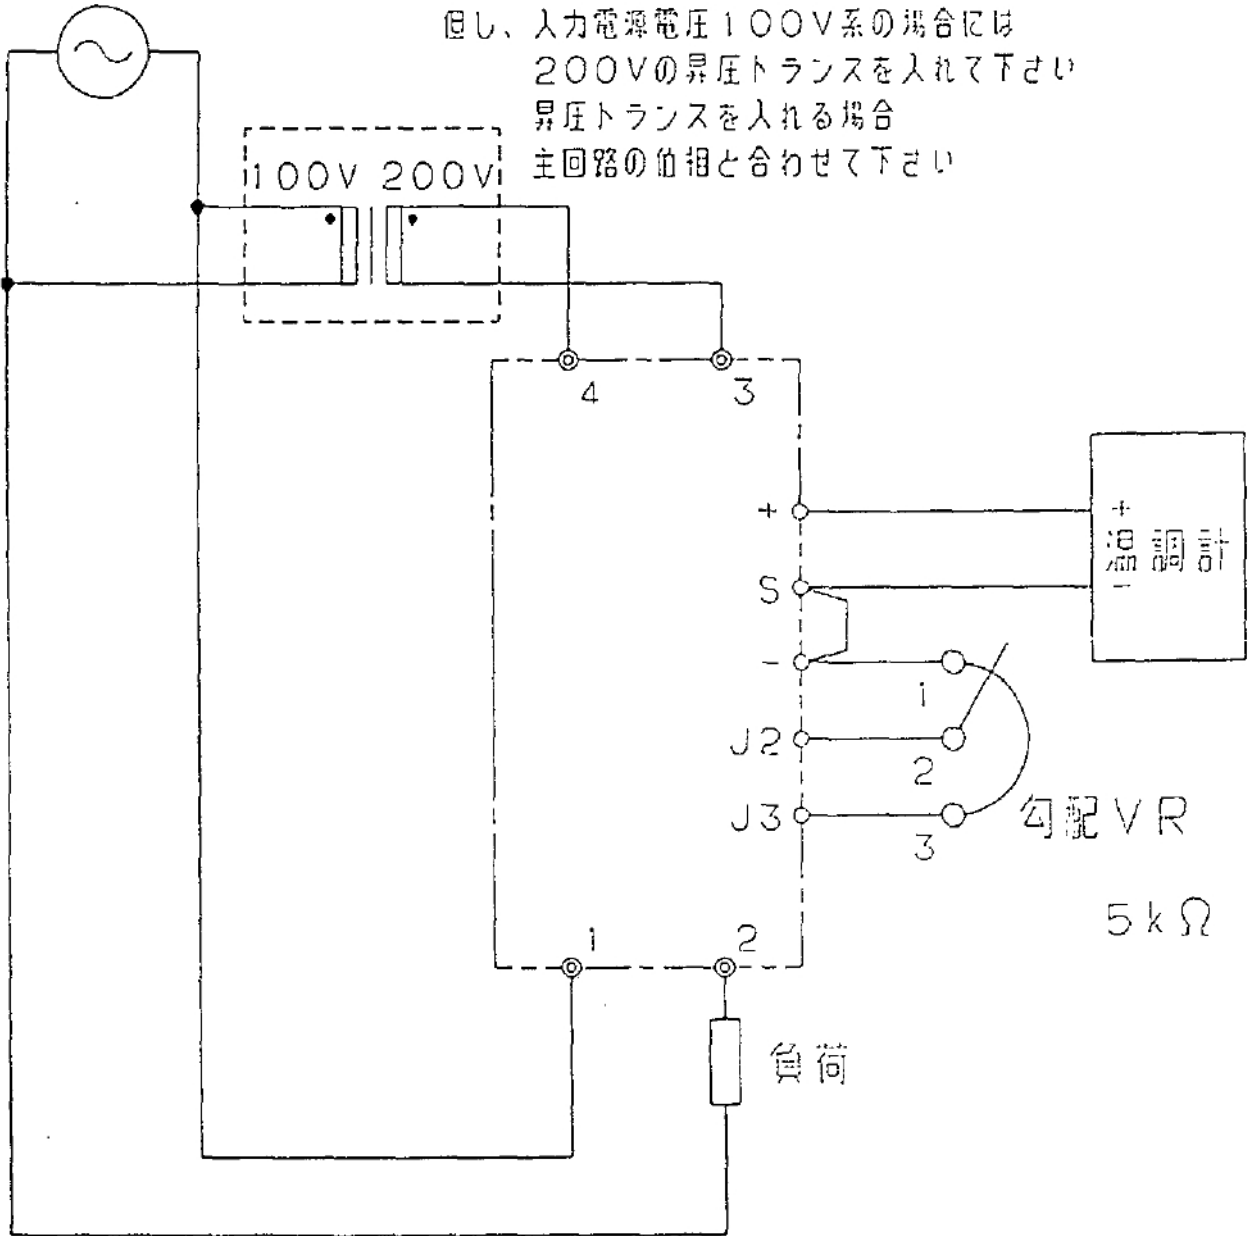 但し、入力電源電圧100V系の場合には
200Vの昇圧トランスを入れて下さい
昇圧トランスを入れる場合
主回路の位相と合わせて下さい
100V 200V
4 3
+ +
温調計
S -
-
1
J2
2
J3
勾配VR
3
5kΩ
1 2
負荷